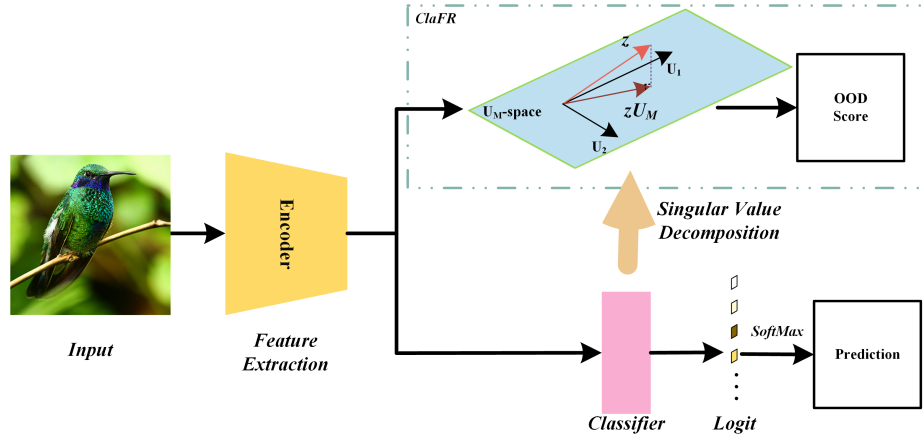 ClaFR
z
U1
UM-space
zUM
U2
OOD
Score
Encoder
Singular Value
Decomposition
Input
Feature
Extraction
SoftMax
Prediction
Classifier
Logit